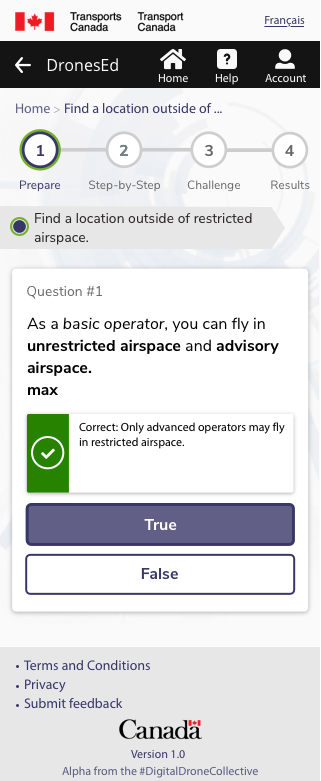 Transports Transport
Canada Canada
Français
DronesEd
Home Help Account
Home > Find a location outside of ...
1 2 3 4
Prepare Step-by-Step Challenge Results
Find a location outside of restricted
airspace.
Question #1
As a basic operator, you can fly in
unrestricted airspace and advisory
airspace.
max
Correct: Only advanced operators may fly
in restricted airspace.
True
False
• Terms and Conditions
• Privacy
• Submit feedback
Canada
Version 1.0
Alpha from the #DigitalDroneCollective